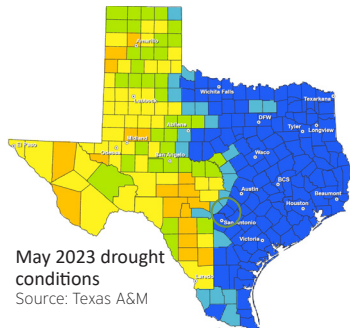 Amarillo
Wichita Falls
Texarkana
Lubbock
DFW
Abilene
Tyler
Longview
El Paso
Midland
Odessa
Waco
San Angelo
BCS
Austin
Beaumont
Houston
San Antonio
Victoria
Laredo
May 2023 drought
conditions
Source: Texas A&M